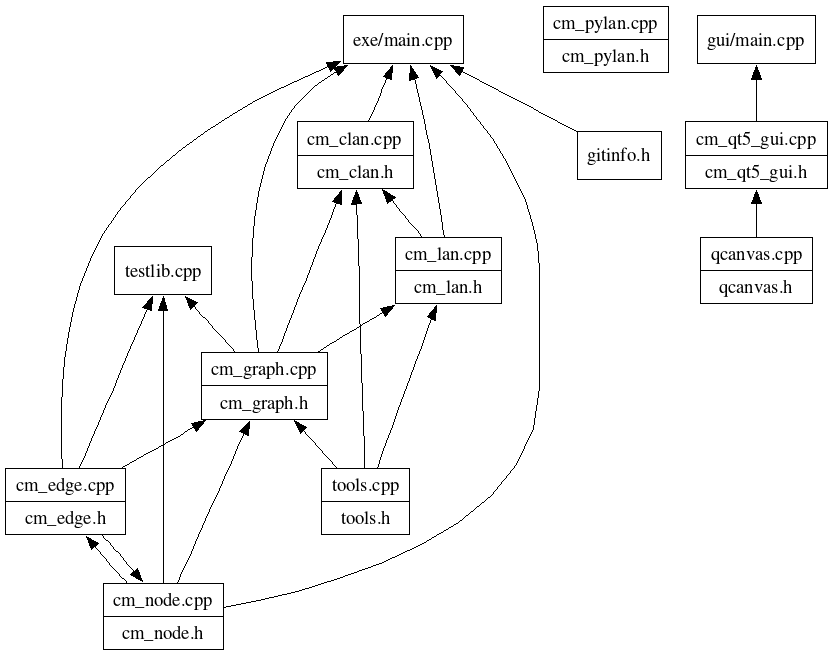 exe/main.cpp
cm_pylan.cpp
cm_pylan.h
gui/main.cpp
cm_clan.cpp
cm_clan.h
gitinfo.h
cm_qt5_gui.cpp
cm_qt5_gui.h
testlib.cpp
cm_lan.cpp
cm_lan.h
qcanvas.cpp
qcanvas.h
cm_graph.cpp
cm_graph.h
cm_edge.cpp
cm_edge.h
tools.cpp
tools.h
cm_node.cpp
cm_node.h